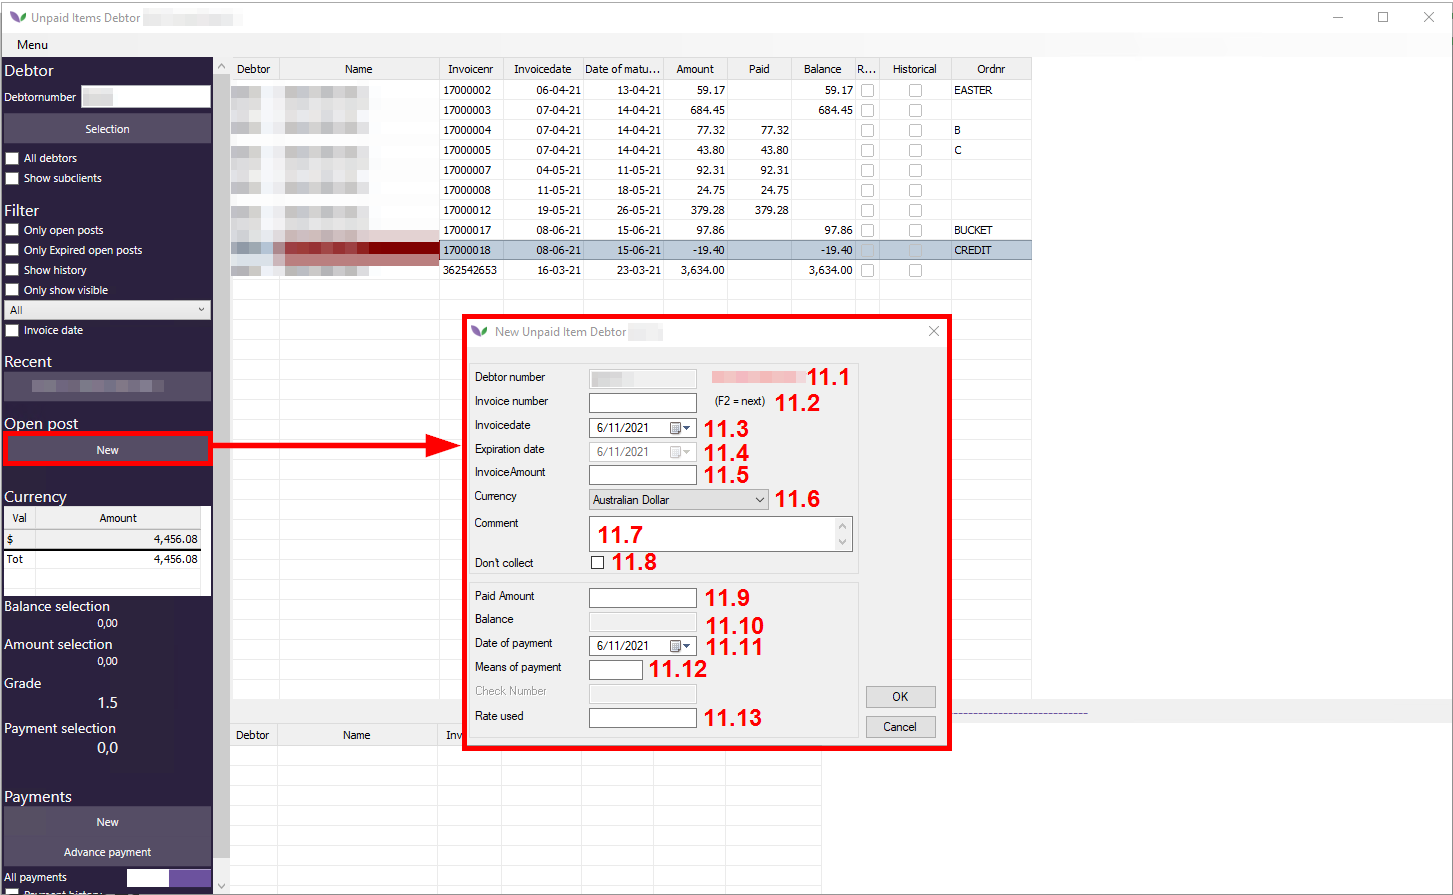 Unpaid Items Debtor
Menu
Debtor
Debtornumber
Selection
All debtors
Show subclients
Filter
Only open posts
Only Expired open posts
Show history
Only show visible
All
Invoice date
Recent
Open post
New
Currency
Val Amount
$ 4,456.08
Tot 4,456.08
Balance selection
0,00
Amount selection
0,00
Grade
1.5
Payment selection
0,0
Payments
New
Advance payment
All payments
Payment history
Debtor Name Invoicenr Invoicedate Date of matu... Amount Paid Balance R... Historical Ordnr
17000002 06-04-21 13-04-21 59.17 59.17 EASTER
17000003 07-04-21 14-04-21 684.45 684.45
17000004 07-04-21 14-04-21 77.32 77.32 B
17000005 07-04-21 14-04-21 43.80 43.80 C
17000007 04-05-21 11-05-21 92.31 92.31
17000008 11-05-21 18-05-21 24.75 24.75
17000012 19-05-21 26-05-21 379.28 379.28
17000017 08-06-21 15-06-21 97.86 97.86 BUCKET
17000018 08-06-21 15-06-21 -19.40 -19.40 CREDIT
362542653 16-03-21 23-03-21 3,634.00 3,634.00
New Unpaid Item Debtor
Debtor number 11.1
Invoice number (F2 = next) 11.2
Invoicedate 6/11/2021 11.3
Expiration date 6/11/2021 11.4
InvoiceAmount 11.5
Currency Australian Dollar 11.6
Comment 11.7
Don't collect 11.8
Paid Amount 11.9
Balance 11.10
Date of payment 6/11/2021 11.11
Means of payment 11.12
Check Number
Rate used 11.13
OK
Cancel
Debtor Name